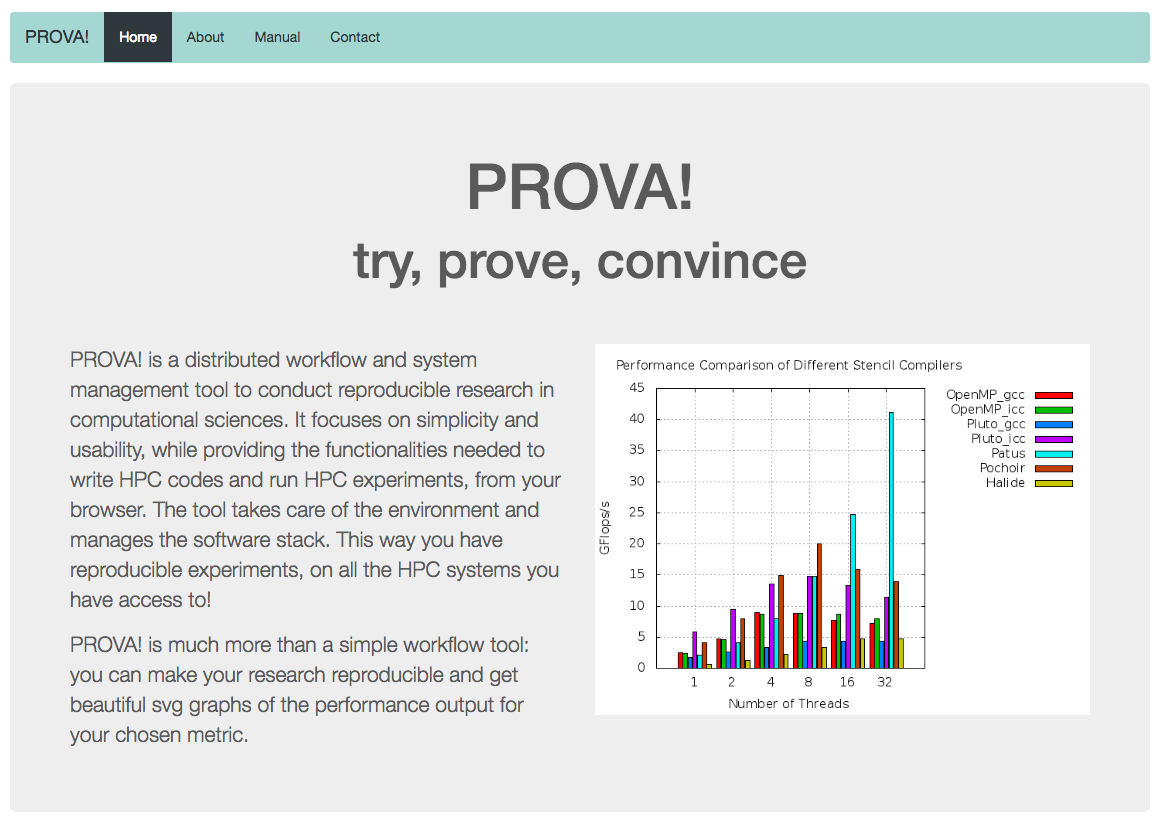 PROVA! Home About Manual Contact
PROVA!
try, prove, convince
PROVA! is a distributed workflow and system
management tool to conduct reproducible research in
computational sciences. It focuses on simplicity and
usability, while providing the functionalities needed to
write HPC codes and run HPC experiments, from your
browser. The tool takes care of the environment and
manages the software stack. This way you have
reproducible experiments, on all the HPC systems you
have access to!
PROVA! is much more than a simple workflow tool:
you can make your research reproducible and get
beautiful svg graphs of the performance output for
your chosen metric.
Performance Comparison of Different Stencil Compilers
45
40
35
30
25
20
15
10
5
0
GFlops/s
1 2 4 8 16 32
Number of Threads
OpenMP_gcc
OpenMP_icc
Pluto_gcc
Pluto_icc
Patus
Pochoir
Halide